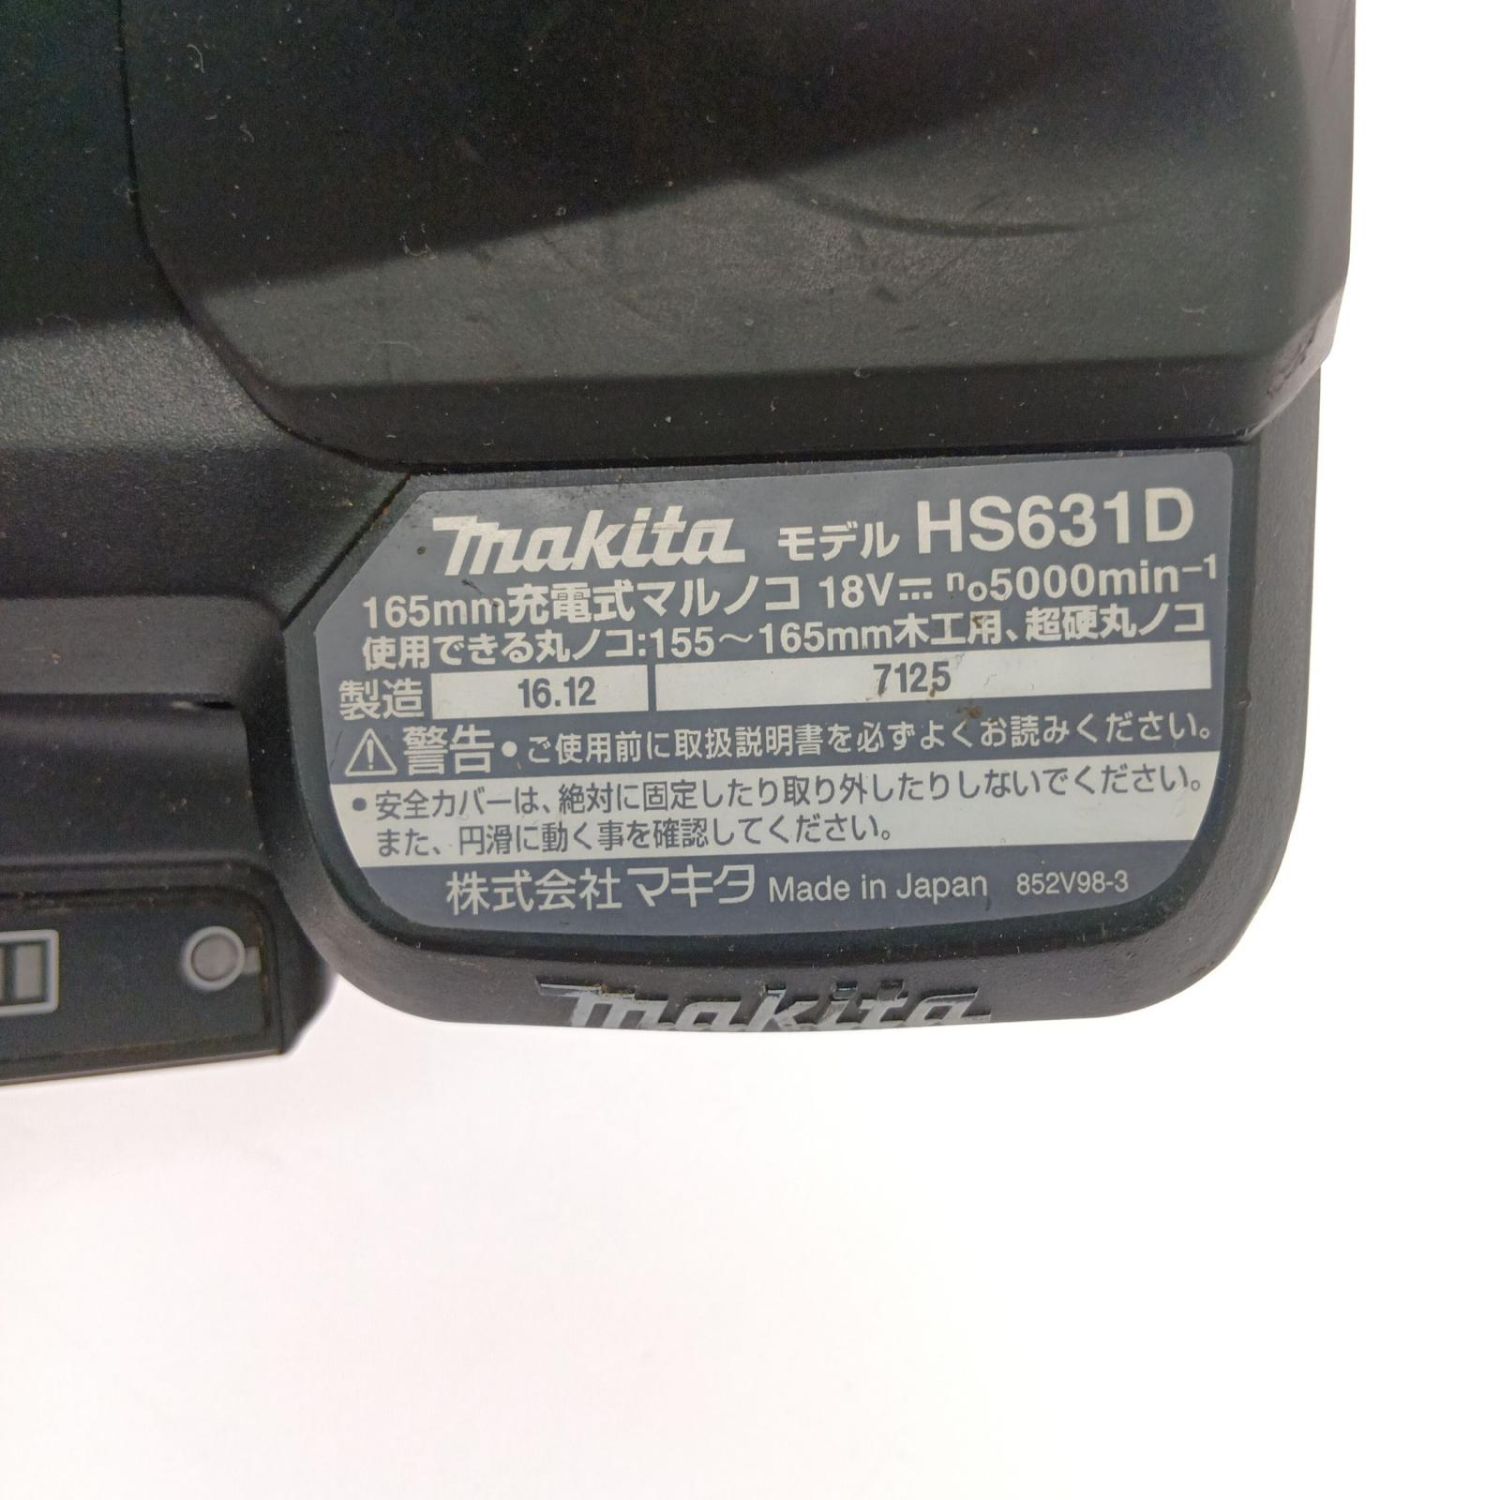 makita モデル HS631D
165mm充電式マルノコ 18V⎓ n₀5000min⁻¹
使用できる丸ノコ:155～165mm木工用、超硬丸ノコ
製造 16.12 7125
⚠警告 • ご使用前に取扱説明書を必ずよくお読みください。
• 安全カバーは、絶対に固定したり取り外したりしないでください。
また、円滑に動く事を確認してください。
株式会社マキタ Made in Japan 852V98-3
makita